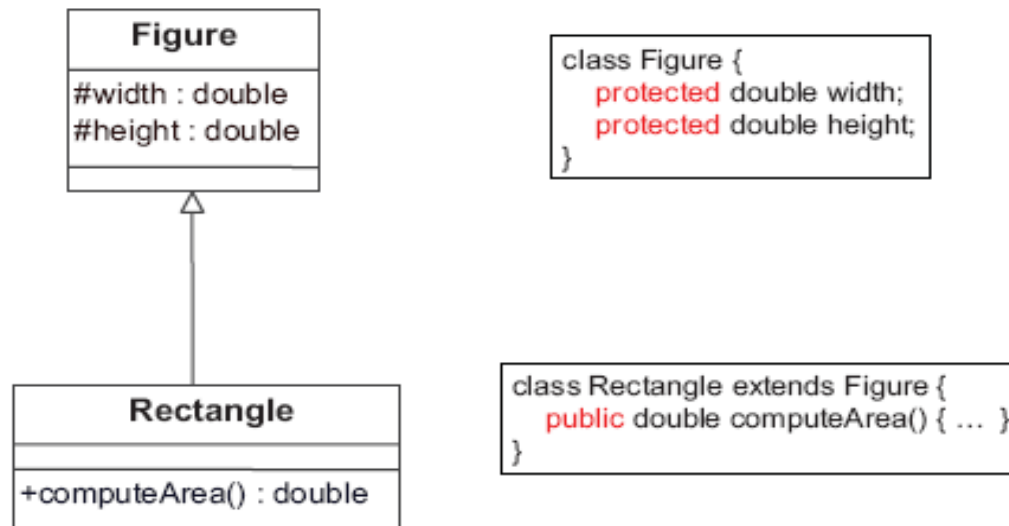 Figure
#width : double
#height : double
class Figure {
protected double width;
protected double height;
}
Rectangle
+computeArea() : double
class Rectangle extends Figure {
public double computeArea() { ... }
}